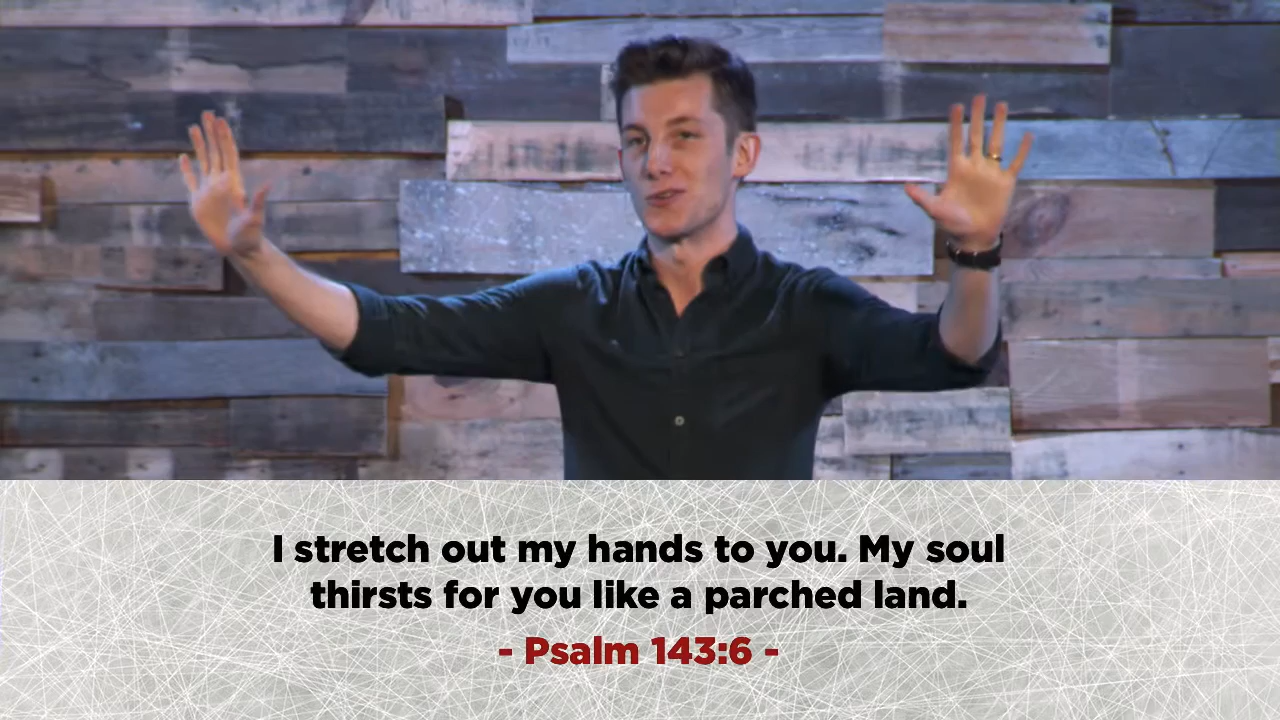 I stretch out my hands to you. My soul
thirsts for you like a parched land.
- Psalm 143:6 -